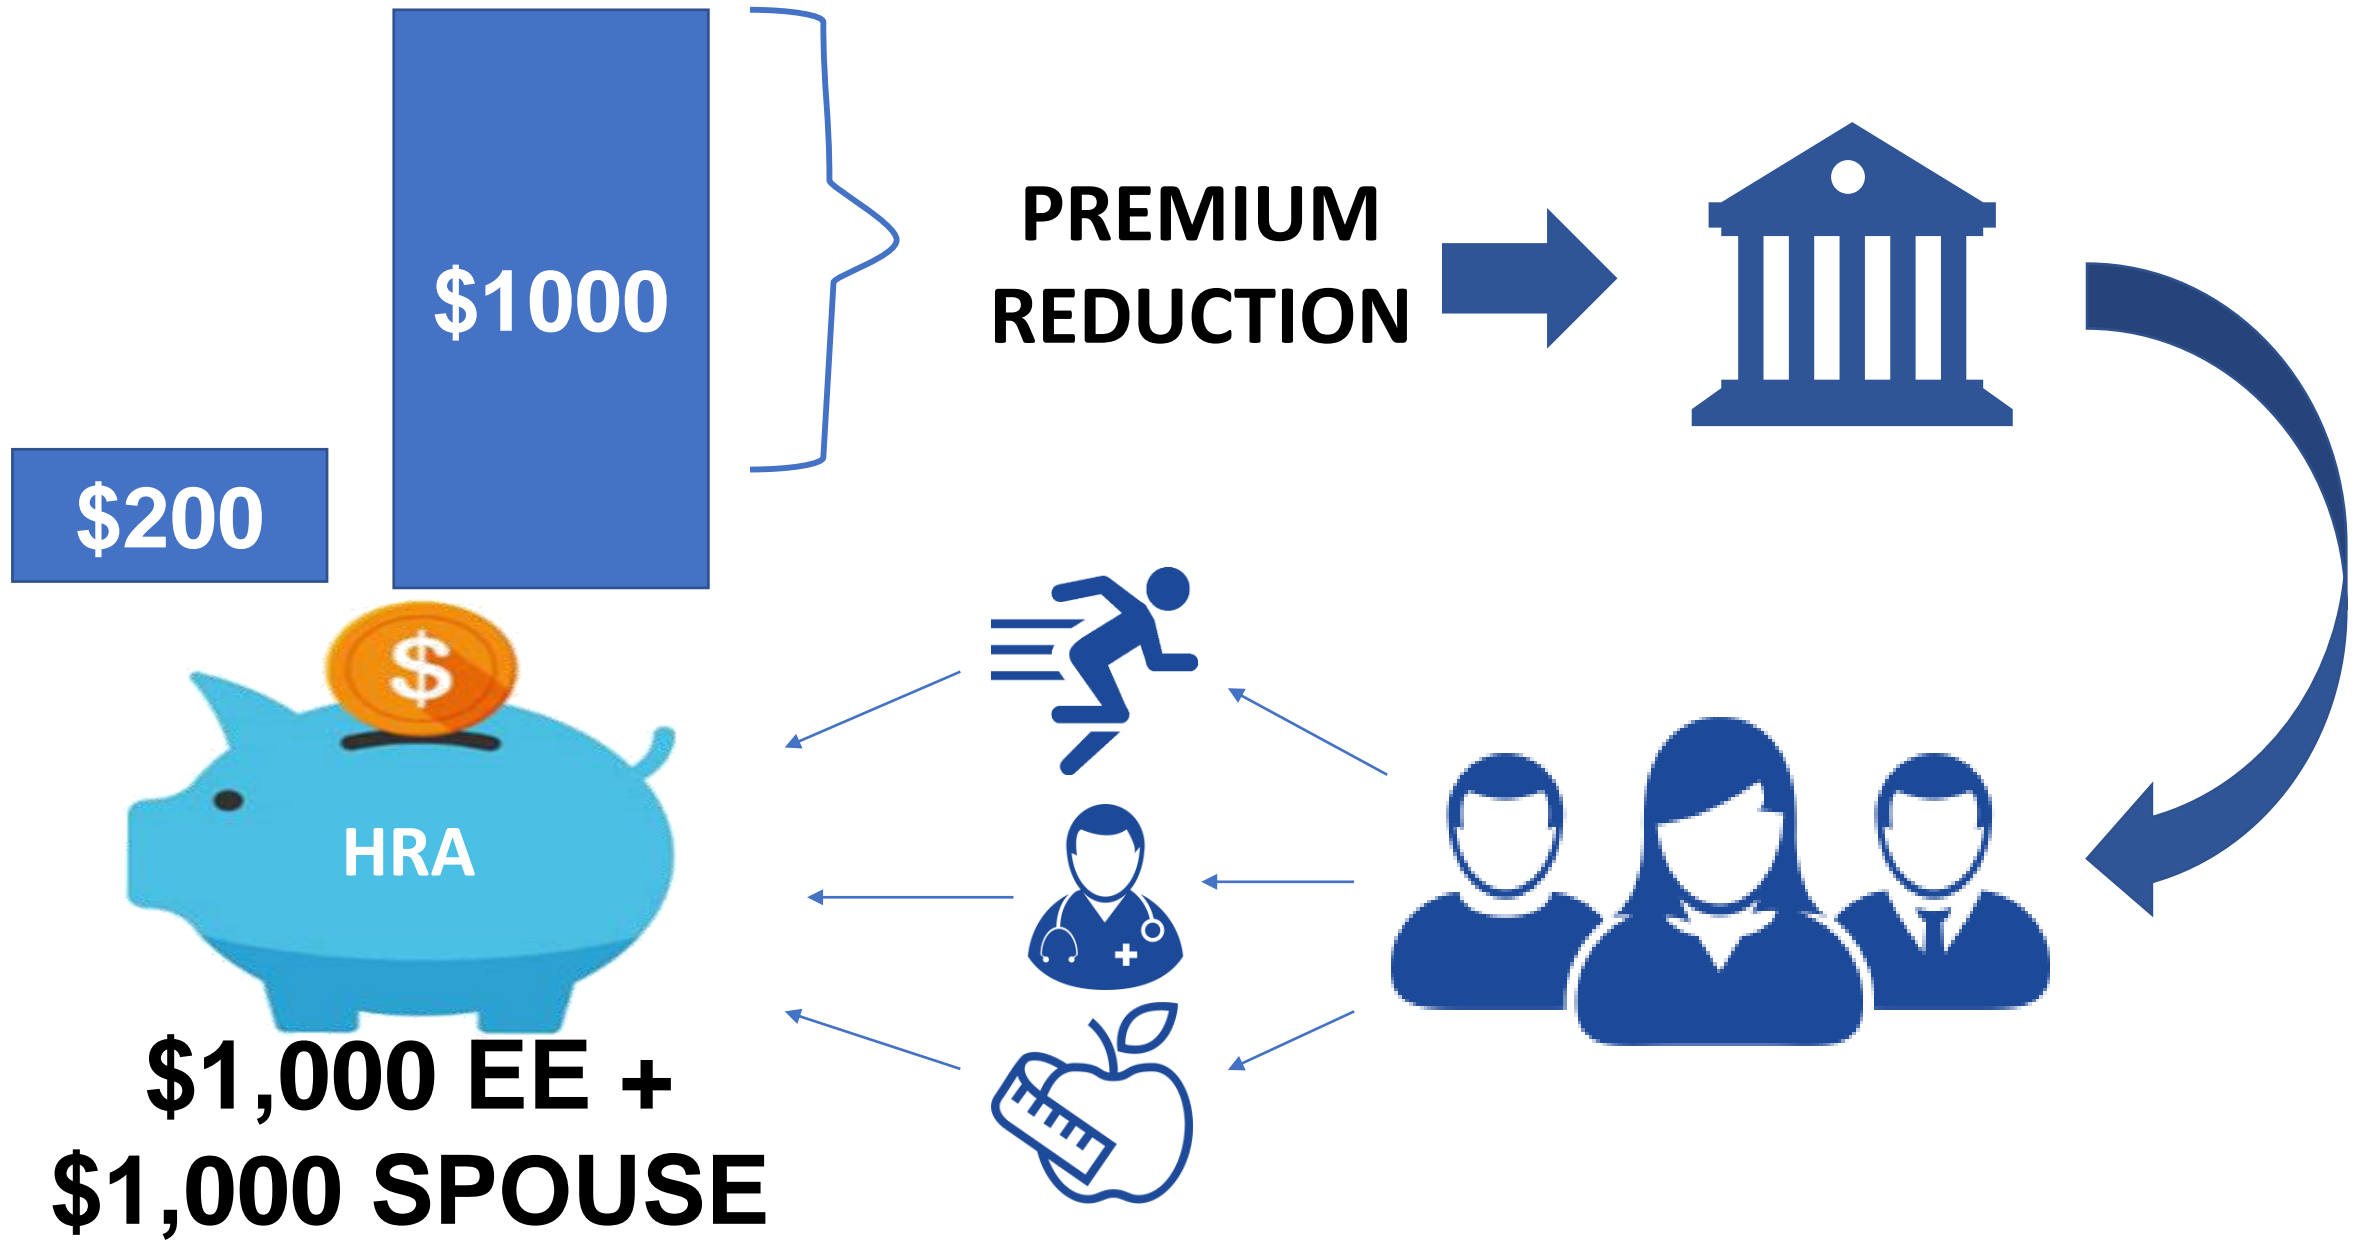 $1000
$200
PREMIUM
REDUCTION
$
HRA
$1,000 EE +
$1,000 SPOUSE